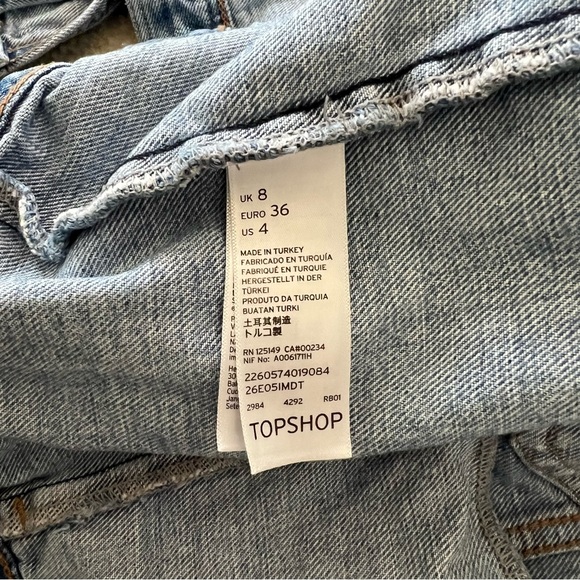 UK 8
EURO 36
US 4
MADE IN TURKEY
FABRICADO EN TURQUÍA
FABRIQUÉ EN TURQUIE
HERGESTELLT IN DER
TÜRKEI
PRODUTO DA TURQUIA
BUATAN TURKI
土耳其制造
トルコ製
RN 125149 CA#00234
NIF No: A0061711H
2260574019084
26E05IMDT
2984 4292 RB01
TOPSHOP